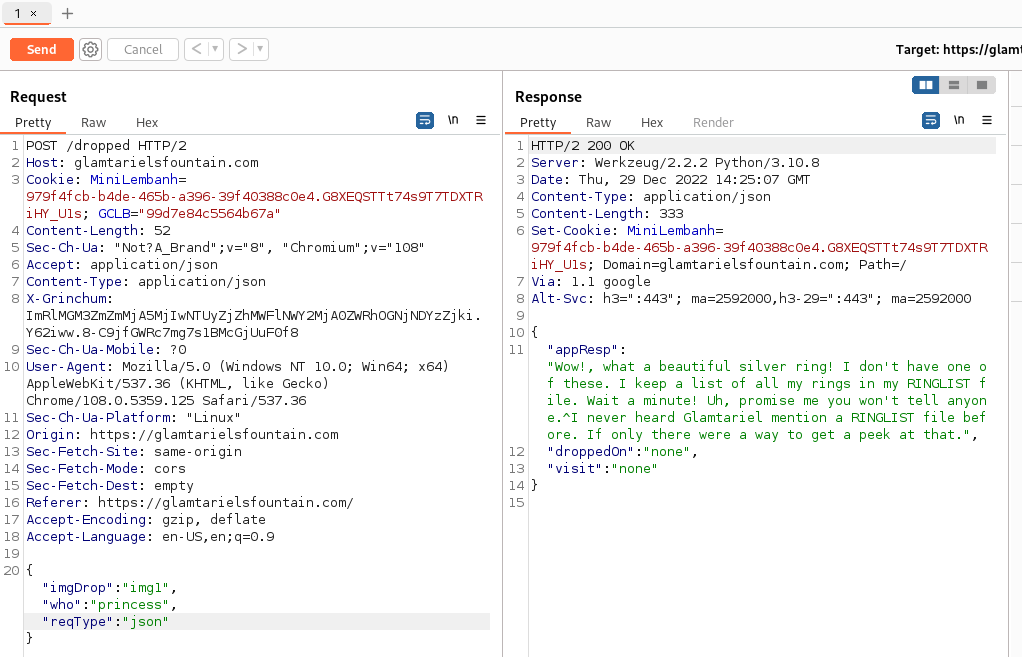 1 × +
Send Cancel < ▼ > ▼ Target: https://glamt
Request
Pretty Raw Hex \n ≡
1 POST /dropped HTTP/2
2 Host: glamtarielsfountain.com
3 Cookie: MiniLembanh=
979f4fcb-b4de-465b-a396-39f40388c0e4.G8XEQSTTt74s9T7TDXTR
iHY_U1s; GCLB="99d7e84c5564b67a"
4 Content-Length: 52
5 Sec-Ch-Ua: "Not?A_Brand";v="8", "Chromium";v="108"
6 Accept: application/json
7 Content-Type: application/json
8 X-Grinchum:
ImRlMGM3ZmZmMjA5MjIwNTUyZjZhMWFlNWY2MjA0ZWRhOGNjNDYzZjki.
Y62iww.8-C9jfGWRc7mg7s1BMcGjUuF0f8
9 Sec-Ch-Ua-Mobile: ?0
10 User-Agent: Mozilla/5.0 (Windows NT 10.0; Win64; x64)
AppleWebKit/537.36 (KHTML, like Gecko)
Chrome/108.0.5359.125 Safari/537.36
11 Sec-Ch-Ua-Platform: "Linux"
12 Origin: https://glamtarielsfountain.com
13 Sec-Fetch-Site: same-origin
14 Sec-Fetch-Mode: cors
15 Sec-Fetch-Dest: empty
16 Referer: https://glamtarielsfountain.com/
17 Accept-Encoding: gzip, deflate
18 Accept-Language: en-US,en;q=0.9
19
20 {
"imgDrop":"img1",
"who":"princess",
"reqType":"json"
}
Response
Pretty Raw Hex Render \n ≡
1 HTTP/2 200 OK
2 Server: Werkzeug/2.2.2 Python/3.10.8
3 Date: Thu, 29 Dec 2022 14:25:07 GMT
4 Content-Type: application/json
5 Content-Length: 333
6 Set-Cookie: MiniLembanh=
979f4fcb-b4de-465b-a396-39f40388c0e4.G8XEQSTTt74s9T7TDXTR
iHY_U1s; Domain=glamtarielsfountain.com; Path=/
7 Via: 1.1 google
8 Alt-Svc: h3=":443"; ma=2592000,h3-29=":443"; ma=2592000
9
10 {
11 "appResp":
"Wow!, what a beautiful silver ring! I don't have one o
f these. I keep a list of all my rings in my RINGLIST f
ile. Wait a minute! Uh, promise me you won't tell anyon
e.^I never heard Glamtariel mention a RINGLIST file bef
ore. If only there were a way to get a peek at that.",
12 "droppedOn":"none",
13 "visit":"none"
14 }
15